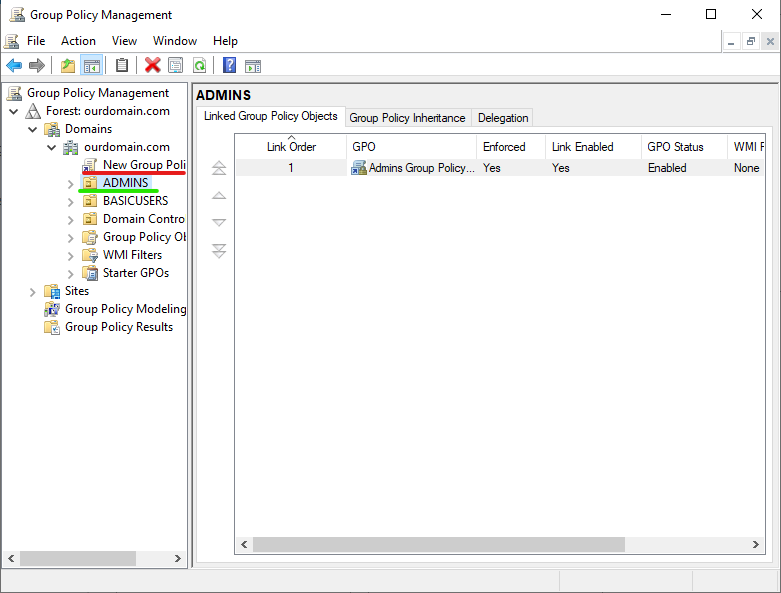 Group Policy Management
File Action View Window Help
Group Policy Management
Forest: ourdomain.com
Domains
ourdomain.com
New Group Poli
ADMINS
BASICUSERS
Domain Contro
Group Policy Ob
WMI Filters
Starter GPOs
Sites
Group Policy Modeling
Group Policy Results
ADMINS
Linked Group Policy Objects Group Policy Inheritance Delegation
Link Order GPO Enforced Link Enabled GPO Status WMI F
1 Admins Group Policy... Yes Yes Enabled None